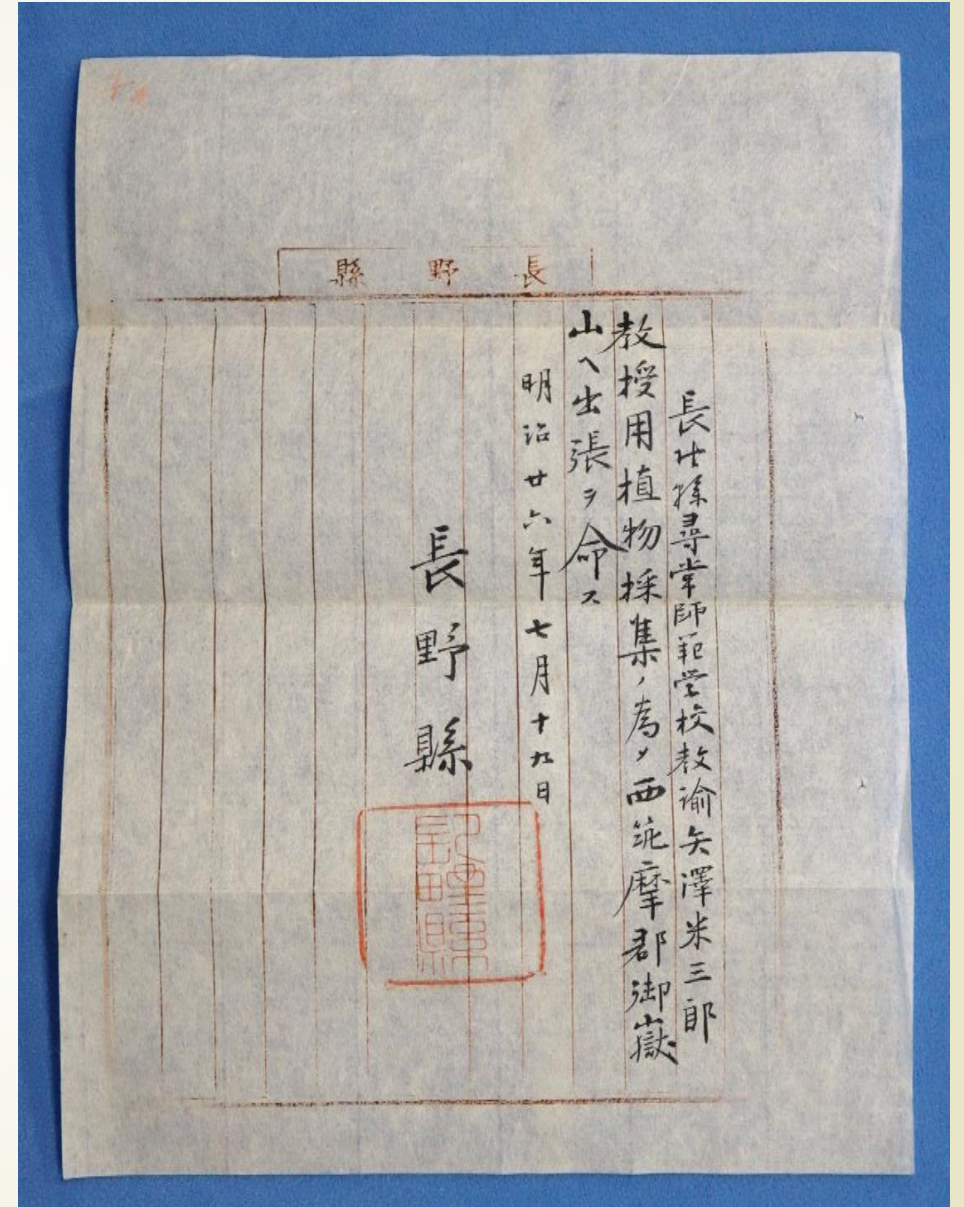 長野縣
長野縣尋常師範学校教諭矢澤米三郎
教授用植物採集ノ為メ西筑摩郡御嶽
山ヘ出張ヲ命ス
明治廿六年七月十九日
長野縣